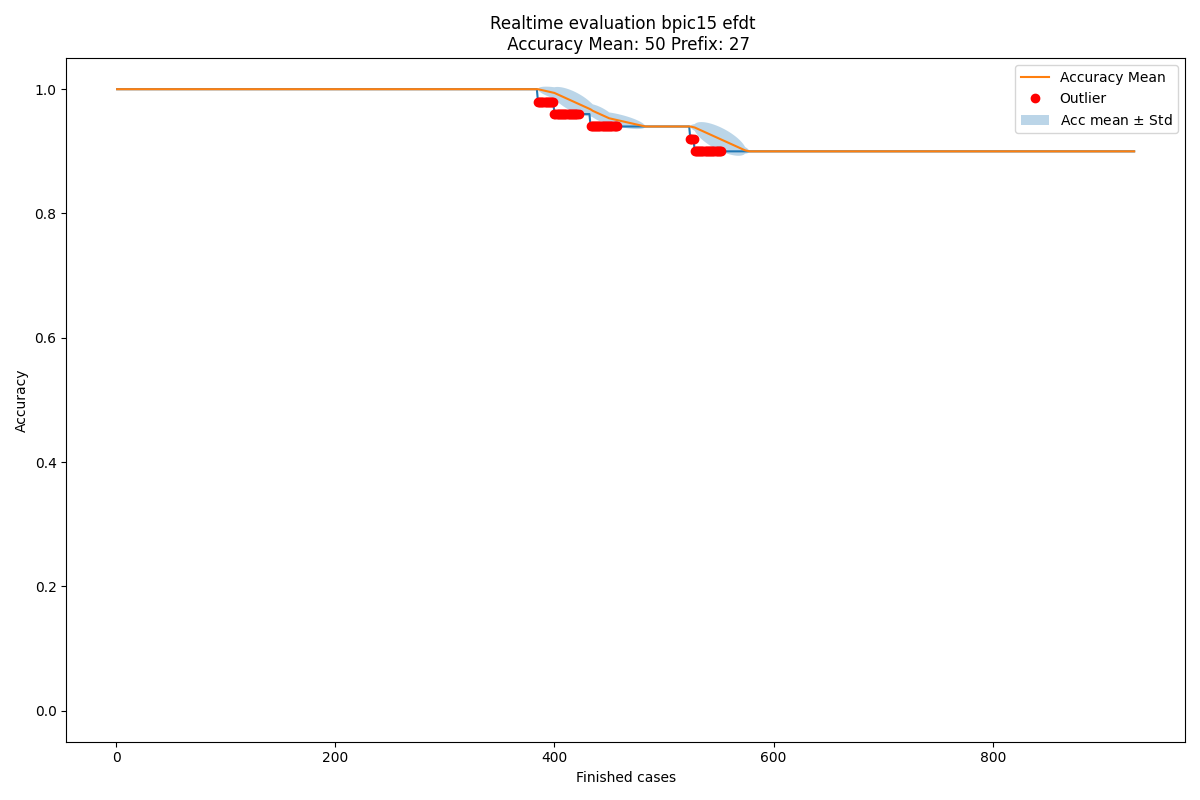 Realtime evaluation bpic15 efdt
Accuracy Mean: 50 Prefix: 27
Accuracy Mean
Outlier
Acc mean ± Std
1.0
0.8
0.6
0.4
0.2
0.0
Accuracy
0
200
400
600
800
Finished cases